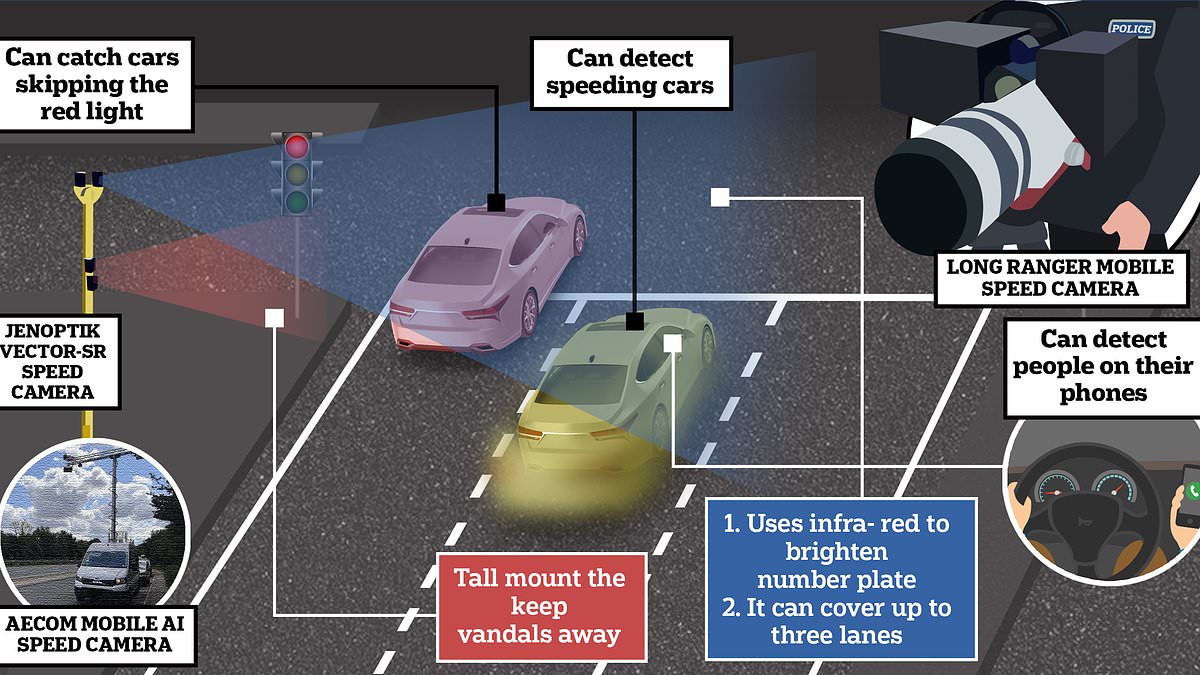 Can catch cars
skipping the
red light
Can detect
speeding cars
POLICE
LONG RANGER MOBILE
SPEED CAMERA
JENOPTIK
VECTOR-SR
SPEED
CAMERA
Can detect
people on their
phones
1. Uses infra- red to
brighten
number plate
2. It can cover up to
three lanes
Tall mount the
keep
vandals away
AECOM MOBILE AI
SPEED CAMERA